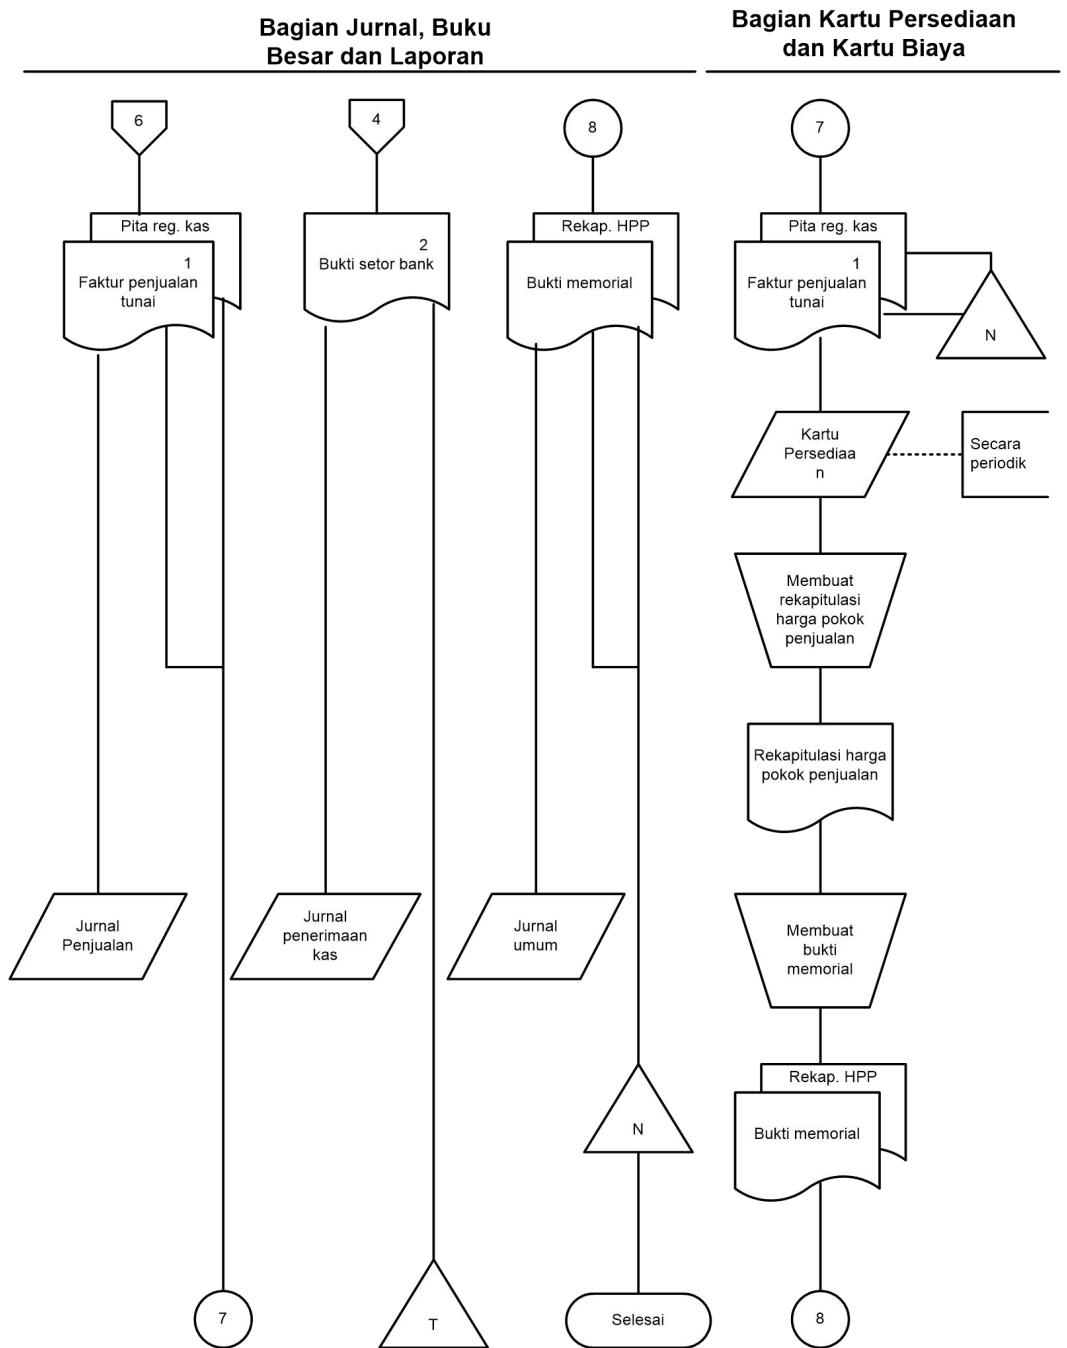 Bagian Jurnal, Buku
Besar dan Laporan
Bagian Kartu Persediaan
dan Kartu Biaya
6
4
8
7
Pita reg. kas
1
Faktur penjualan
tunai
2
Bukti setor bank
Rekap. HPP
Bukti memorial
Pita reg. kas
1
Faktur penjualan
tunai
N
Kartu
Persediaa
n
Secara
periodik
Membuat
rekapitulasi
harga pokok
penjualan
Rekapitulasi harga
pokok penjualan
Jurnal
Penjualan
Jurnal
penerimaan
kas
Jurnal
umum
Membuat
bukti
memorial
N
Rekap. HPP
Bukti memorial
7
T
Selesai
8